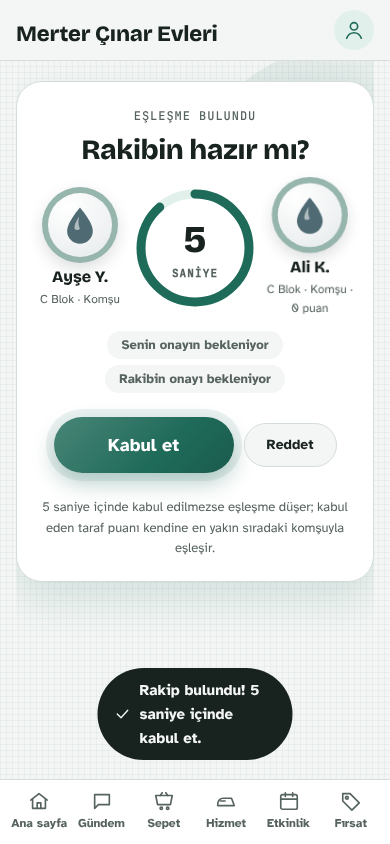 Merter Çınar Evleri
EŞLEŞME BULUNDU
Rakibin hazır mı?
5
SANİYE
Ayşe Y.
C Blok · Komşu
Ali K.
C Blok · Komşu ·
0 puan
Senin onayın bekleniyor
Rakibin onayı bekleniyor
Kabul et
Reddet
5 saniye içinde kabul edilmezse eşleşme düşer; kabul
eden taraf puanı kendine en yakın sıradaki komşuyla
eşleşir.
Rakip bulundu! 5
saniye içinde
kabul et.
Ana sayfa
Gündem
Sepet
Hizmet
Etkinlik
Fırsat